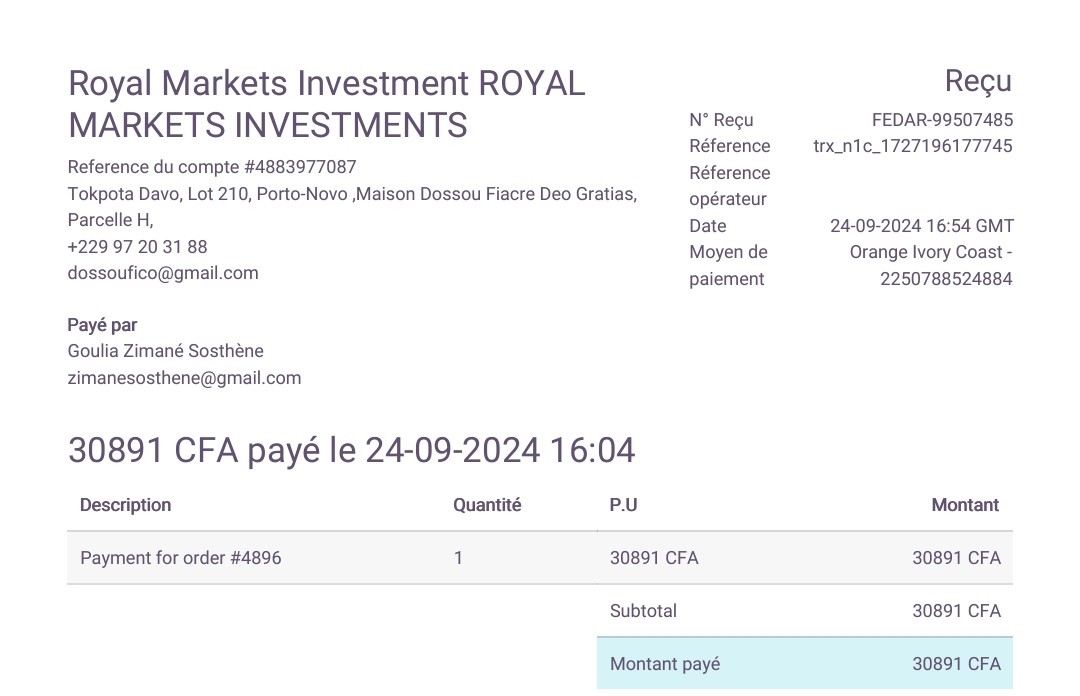 Royal Markets Investment ROYAL
MARKETS INVESTMENTS
Reference du compte #4883977087
Tokpota Davo, Lot 210, Porto-Novo ,Maison Dossou Fiacre Deo Gratias,
Parcelle H,
+229 97 20 31 88
dossoufico@gmail.com
Reçu
N° Reçu FEDAR-99507485
Réference trx_n1c_1727196177745
Réference
opérateur
Date 24-09-2024 16:54 GMT
Moyen de Orange Ivory Coast -
paiement 2250788524884
Payé par
Goulia Zimané Sosthène
zimanesosthene@gmail.com
30891 CFA payé le 24-09-2024 16:04
Description Quantité P.U Montant
Payment for order #4896 1 30891 CFA 30891 CFA
Subtotal 30891 CFA
Montant payé 30891 CFA